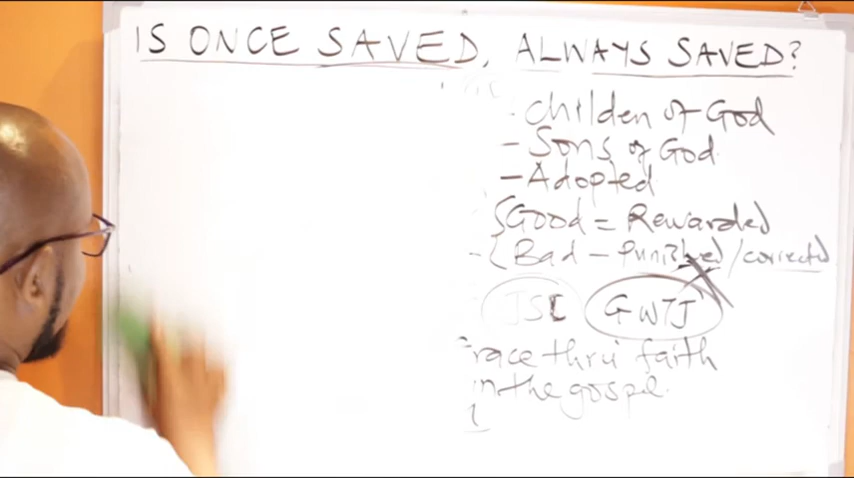 IS ONCE SAVED, ALWAYS SAVED?
- Childen of God
- Sons of God
- Adopted
{Good = Rewarded
- {Bad - Punished/corrected
GWTJ
race thru faith
in the gospel.